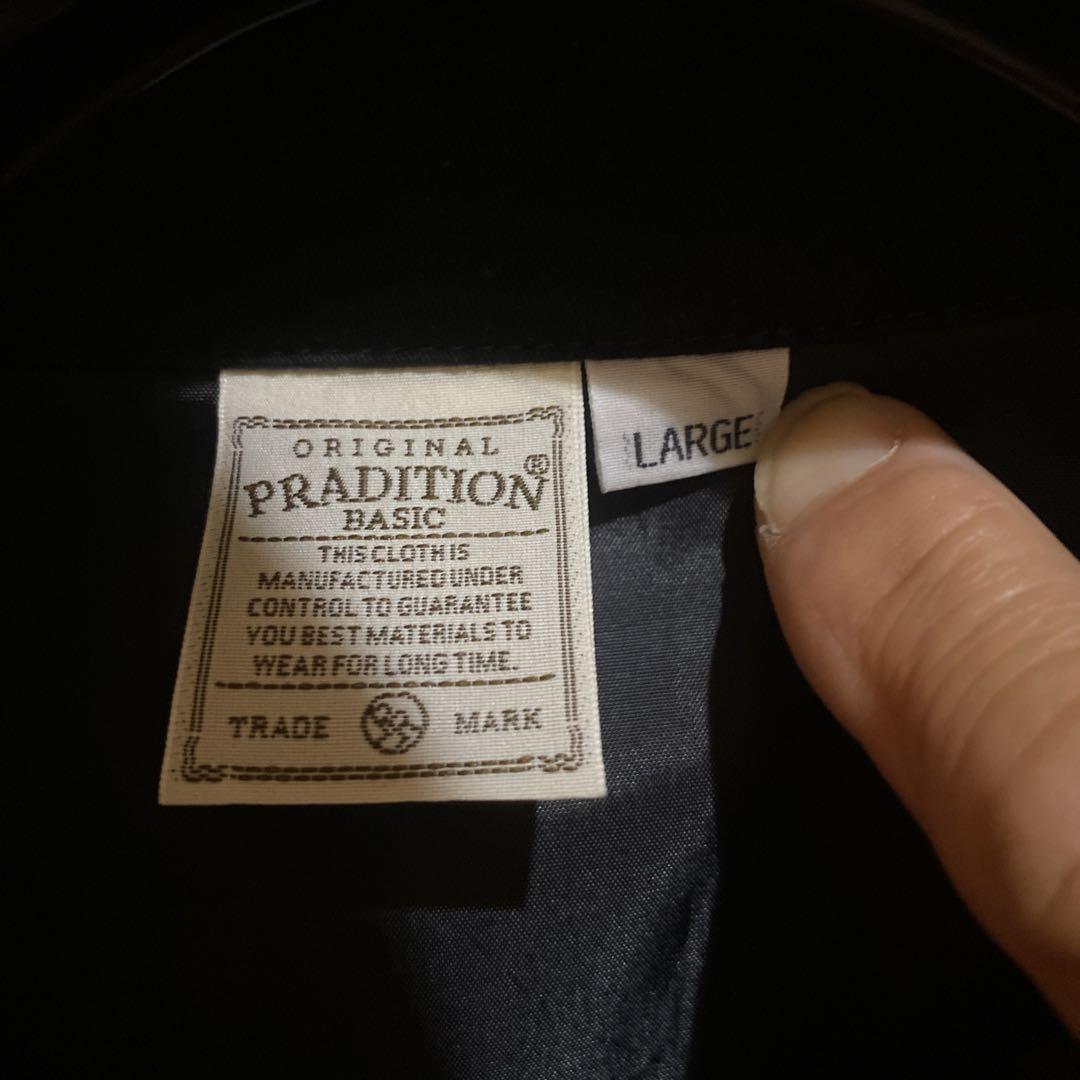 ORIGINAL
PRADITION®
BASIC
THIS CLOTH IS
MANUFACTURED UNDER
CONTROL TO GUARANTEE
YOU BEST MATERIALS TO
WEAR FOR LONG TIME.
TRADE MARK
LARGE